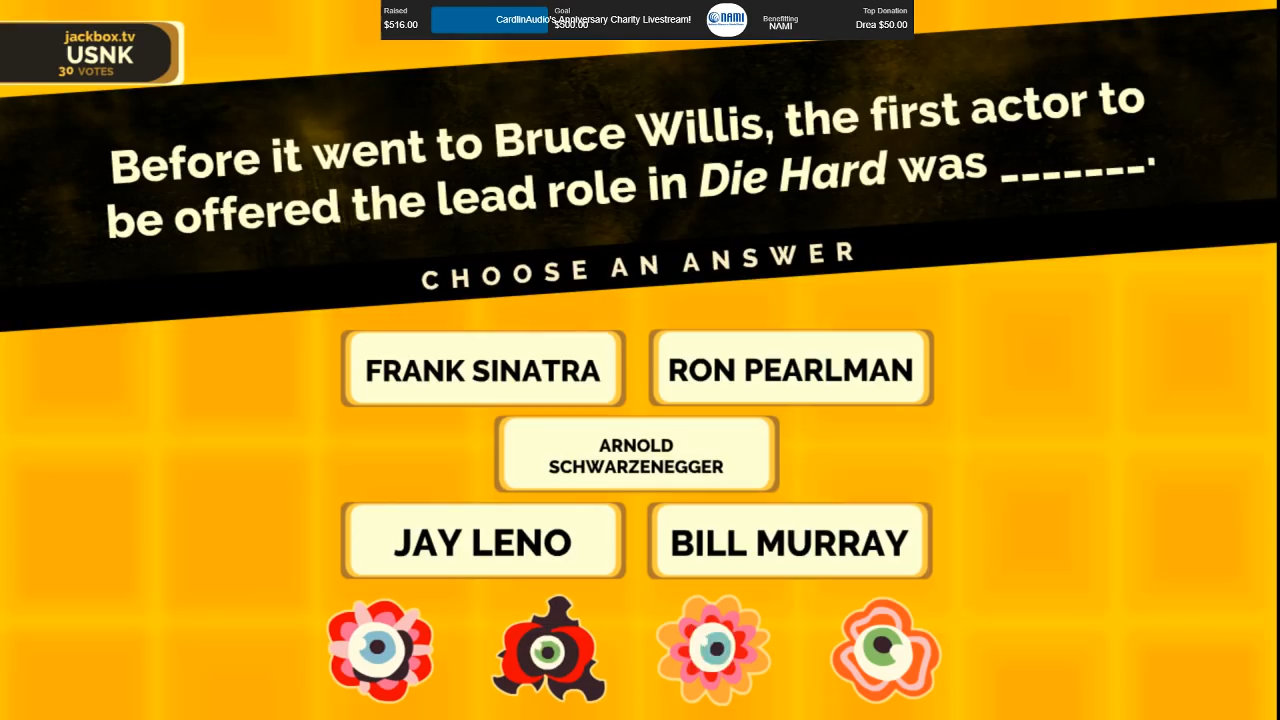 Raised
$516.00
CardlinAudio's Anniversary Charity Livestream!
Goal
$500.00
NAMI
Benefitting
NAMI
Top Donation
Drea $50.00
jackbox.tv
USNK
30 VOTES
Before it went to Bruce Willis, the first actor to
be offered the lead role in Die Hard was _______.
CHOOSE AN ANSWER
FRANK SINATRA
RON PEARLMAN
ARNOLD
SCHWARZENEGGER
JAY LENO
BILL MURRAY